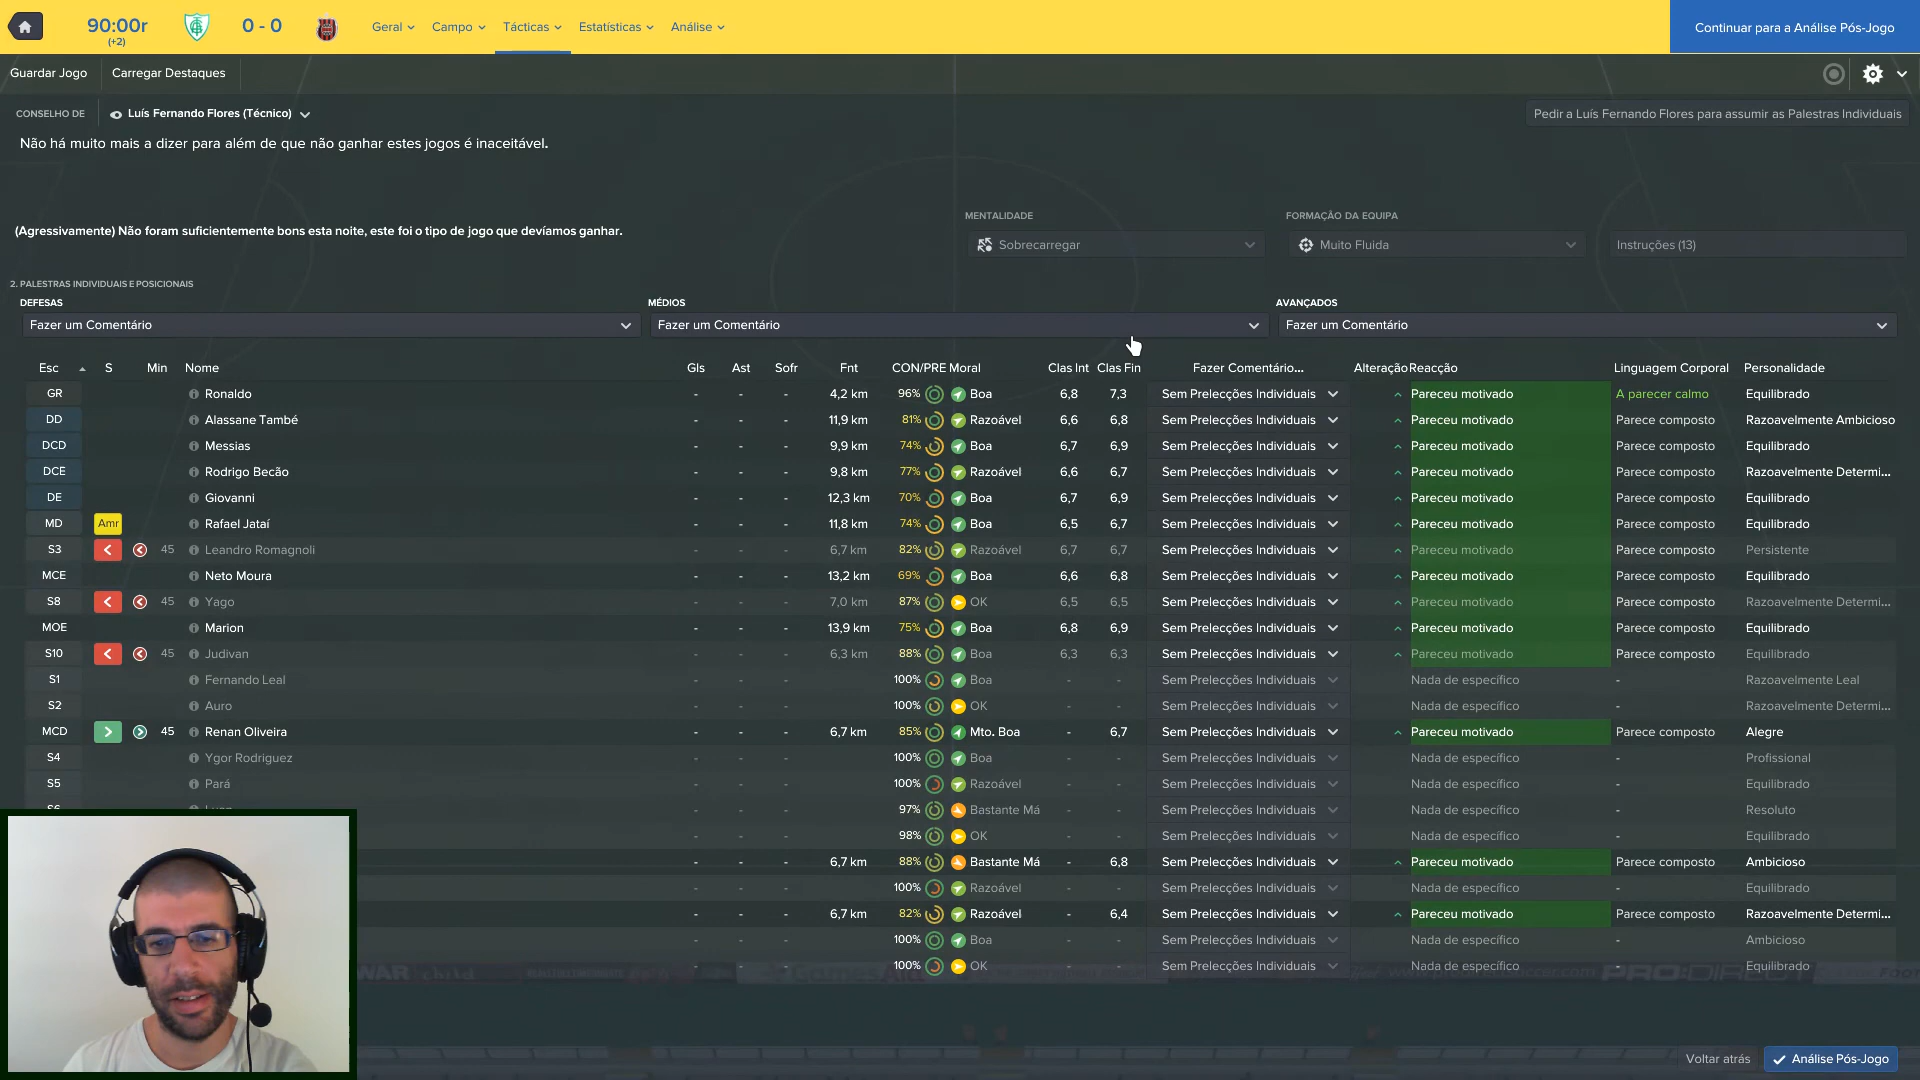 90:00r
(+2)
0 - 0
Geral
Campo
Tácticas
Estatísticas
Análise
Continuar para a Análise Pós-Jogo
Guardar Jogo
Carregar Destaques
CONSELHO DE
Luís Fernando Flores (Técnico)
Pedir a Luís Fernando Flores para assumir as Palestras Individuais
Não há muito mais a dizer para além de que não ganhar estes jogos é inaceitável.
MENTALIDADE
FORMAÇÃO DA EQUIPA
(Agressivamente) Não foram suficientemente bons esta noite, este foi o tipo de jogo que devíamos ganhar.
Sobrecarregar
Muito Fluida
Instruções (13)
2. PALESTRAS INDIVIDUAIS E POSICIONAIS
DEFESAS
MÉDIOS
AVANÇADOS
Fazer um Comentário
Fazer um Comentário
Fazer um Comentário
Esc S Min Nome Gls Ast Sofr Fnt CON/PRE Moral Clas Int Clas Fin Fazer Comentário... Alteração Reacção Linguagem Corporal Personalidade
GR Ronaldo - - - 4,2 km 96% Boa 6,8 7,3 Sem Prelecções Individuais Pareceu motivado A parecer calmo Equilibrado
DD Alassane També - - - 11,9 km 81% Razoável 6,6 6,8 Sem Prelecções Individuais Pareceu motivado Parece composto Razoavelmente Ambicioso
DCD Messias - - - 9,9 km 74% Boa 6,7 6,9 Sem Prelecções Individuais Pareceu motivado Parece composto Equilibrado
DCE Rodrigo Becão - - - 9,8 km 77% Razoável 6,6 6,7 Sem Prelecções Individuais Pareceu motivado Parece composto Razoavelmente Determi...
DE Giovanni - - - 12,3 km 70% Boa 6,7 6,9 Sem Prelecções Individuais Pareceu motivado Parece composto Equilibrado
MD Amr Rafael Jataí - - - 11,8 km 74% Boa 6,5 6,7 Sem Prelecções Individuais Pareceu motivado Parece composto Equilibrado
S3 45 Leandro Romagnoli - - - 6,7 km 82% Razoável 6,7 6,7 Sem Prelecções Individuais Pareceu motivado Parece composto Persistente
MCE Neto Moura - - - 13,2 km 69% Boa 6,6 6,8 Sem Prelecções Individuais Pareceu motivado Parece composto Equilibrado
S8 45 Yago - - - 7,0 km 87% OK 6,5 6,5 Sem Prelecções Individuais Pareceu motivado Parece composto Razoavelmente Determi...
MOE Marion - - - 13,9 km 75% Boa 6,8 6,9 Sem Prelecções Individuais Pareceu motivado Parece composto Equilibrado
S10 45 Judivan - - - 6,3 km 88% Boa 6,3 6,3 Sem Prelecções Individuais Pareceu motivado Parece composto Equilibrado
S1 Fernando Leal - - - 100% Boa - - Sem Prelecções Individuais Nada de específico - Razoavelmente Leal
S2 Auro - - - 100% OK - - Sem Prelecções Individuais Nada de específico - Razoavelmente Determi...
MCD 45 Renan Oliveira - - - 6,7 km 85% Mto. Boa - 6,7 Sem Prelecções Individuais Pareceu motivado Parece composto Alegre
S4 Ygor Rodriguez - - - 100% Boa - - Sem Prelecções Individuais Nada de específico - Profissional
S5 Pará - - - 100% Razoável - - Sem Prelecções Individuais Nada de específico - Equilibrado
S6 - - - 97% Bastante Má - - Sem Prelecções Individuais Nada de específico - Resoluto
- - - 98% OK - - Sem Prelecções Individuais Nada de específico - Equilibrado
- - - 6,7 km 88% Bastante Má - 6,8 Sem Prelecções Individuais Pareceu motivado Parece composto Ambicioso
- - - 100% Razoável - - Sem Prelecções Individuais Nada de específico - Equilibrado
- - - 6,7 km 82% Razoável - 6,4 Sem Prelecções Individuais Pareceu motivado Parece composto Razoavelmente Determi...
- - - 100% Boa - - Sem Prelecções Individuais Nada de específico - Ambicioso
- - - 100% OK - - Sem Prelecções Individuais Nada de específico - Equilibrado
PRO:DIRECT
Voltar atrás
Análise Pós-Jogo